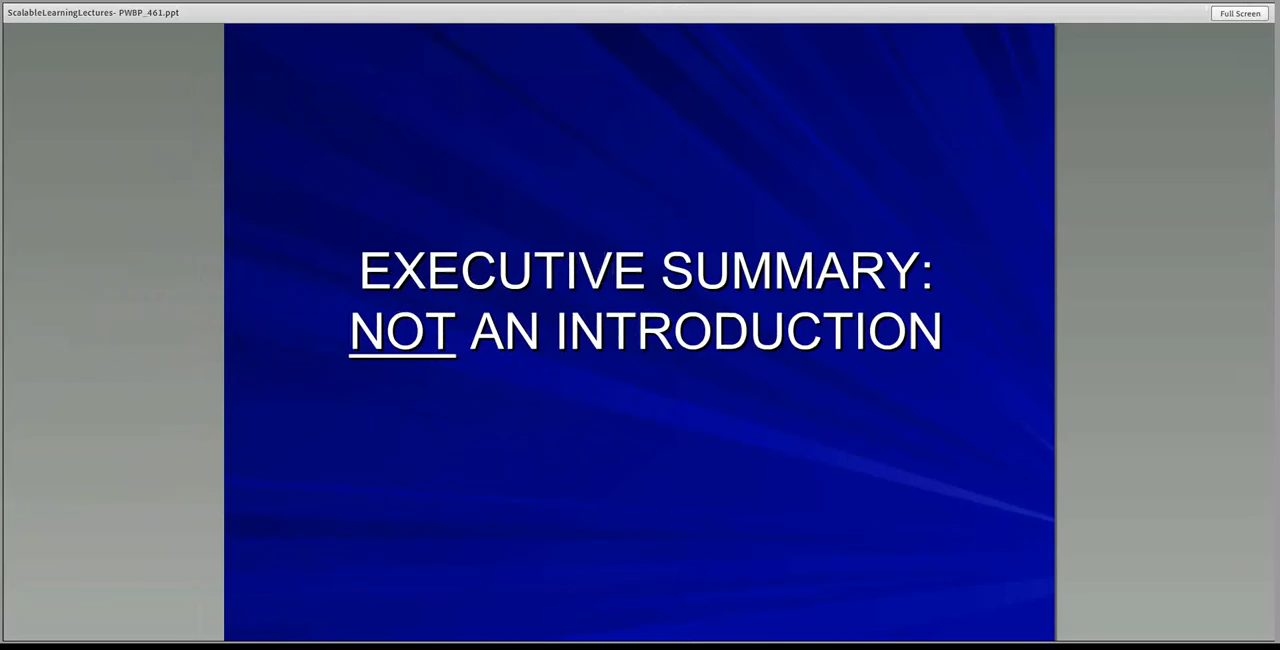 ScalableLearningLectures- PWBP_461.ppt
Full Screen
EXECUTIVE SUMMARY:
NOT AN INTRODUCTION